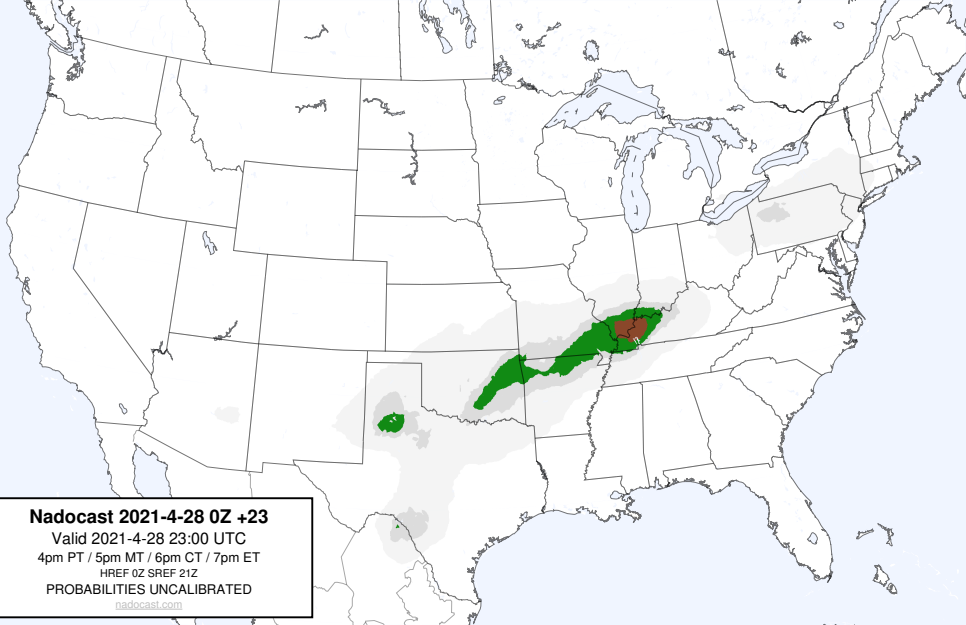 Nadocast 2021-4-28 0Z +23
Valid 2021-4-28 23:00 UTC
4pm PT / 5pm MT / 6pm CT / 7pm ET
HREF 0Z SREF 21Z
PROBABILITIES UNCALIBRATED
nadocast.com